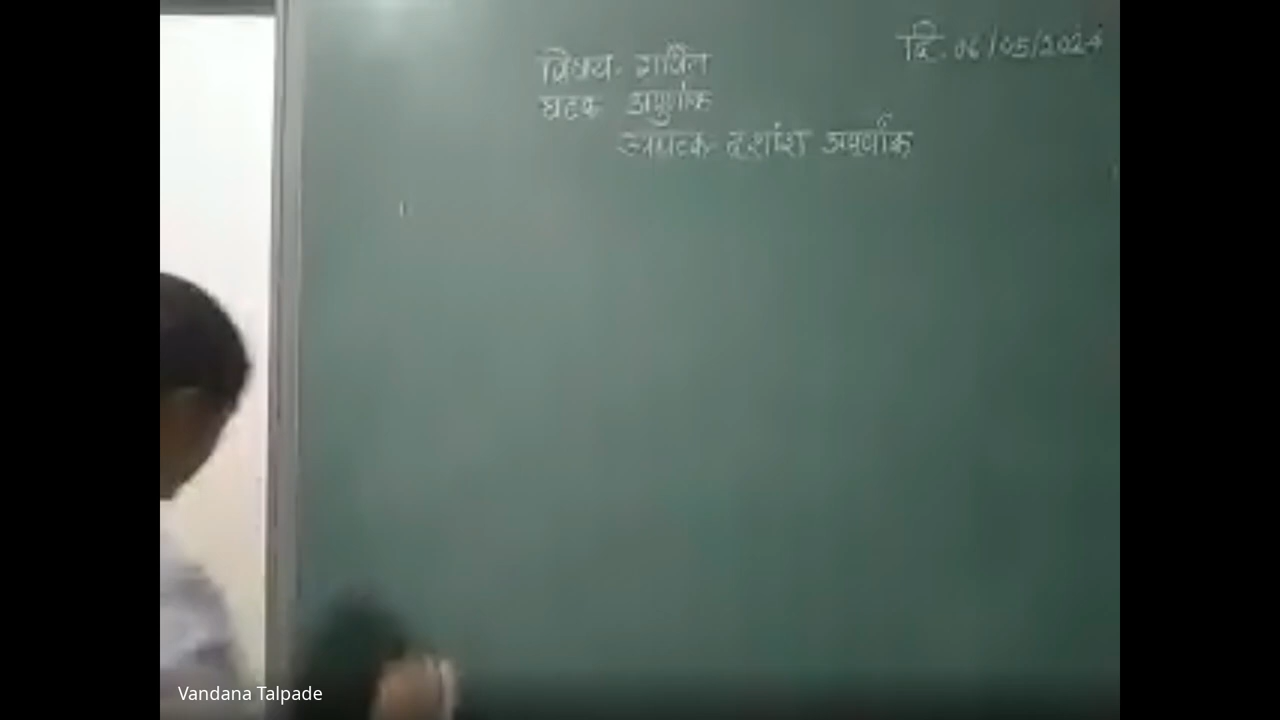 दि. 06/05/2024
विषय- गणित
घटक अपुर्णांक
उपघटक- दशांश अपूर्णांक
Vandana Talpade